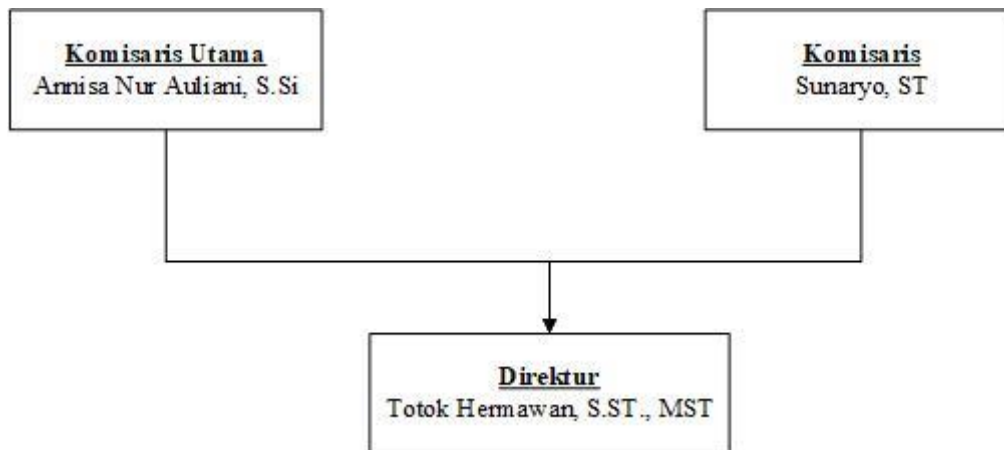 Komisaris Utama
Annisa Nur Auliani, S.Si
Komisaris
Sunaryo, ST
Direktur
Totok Hermawan, S.ST., MST